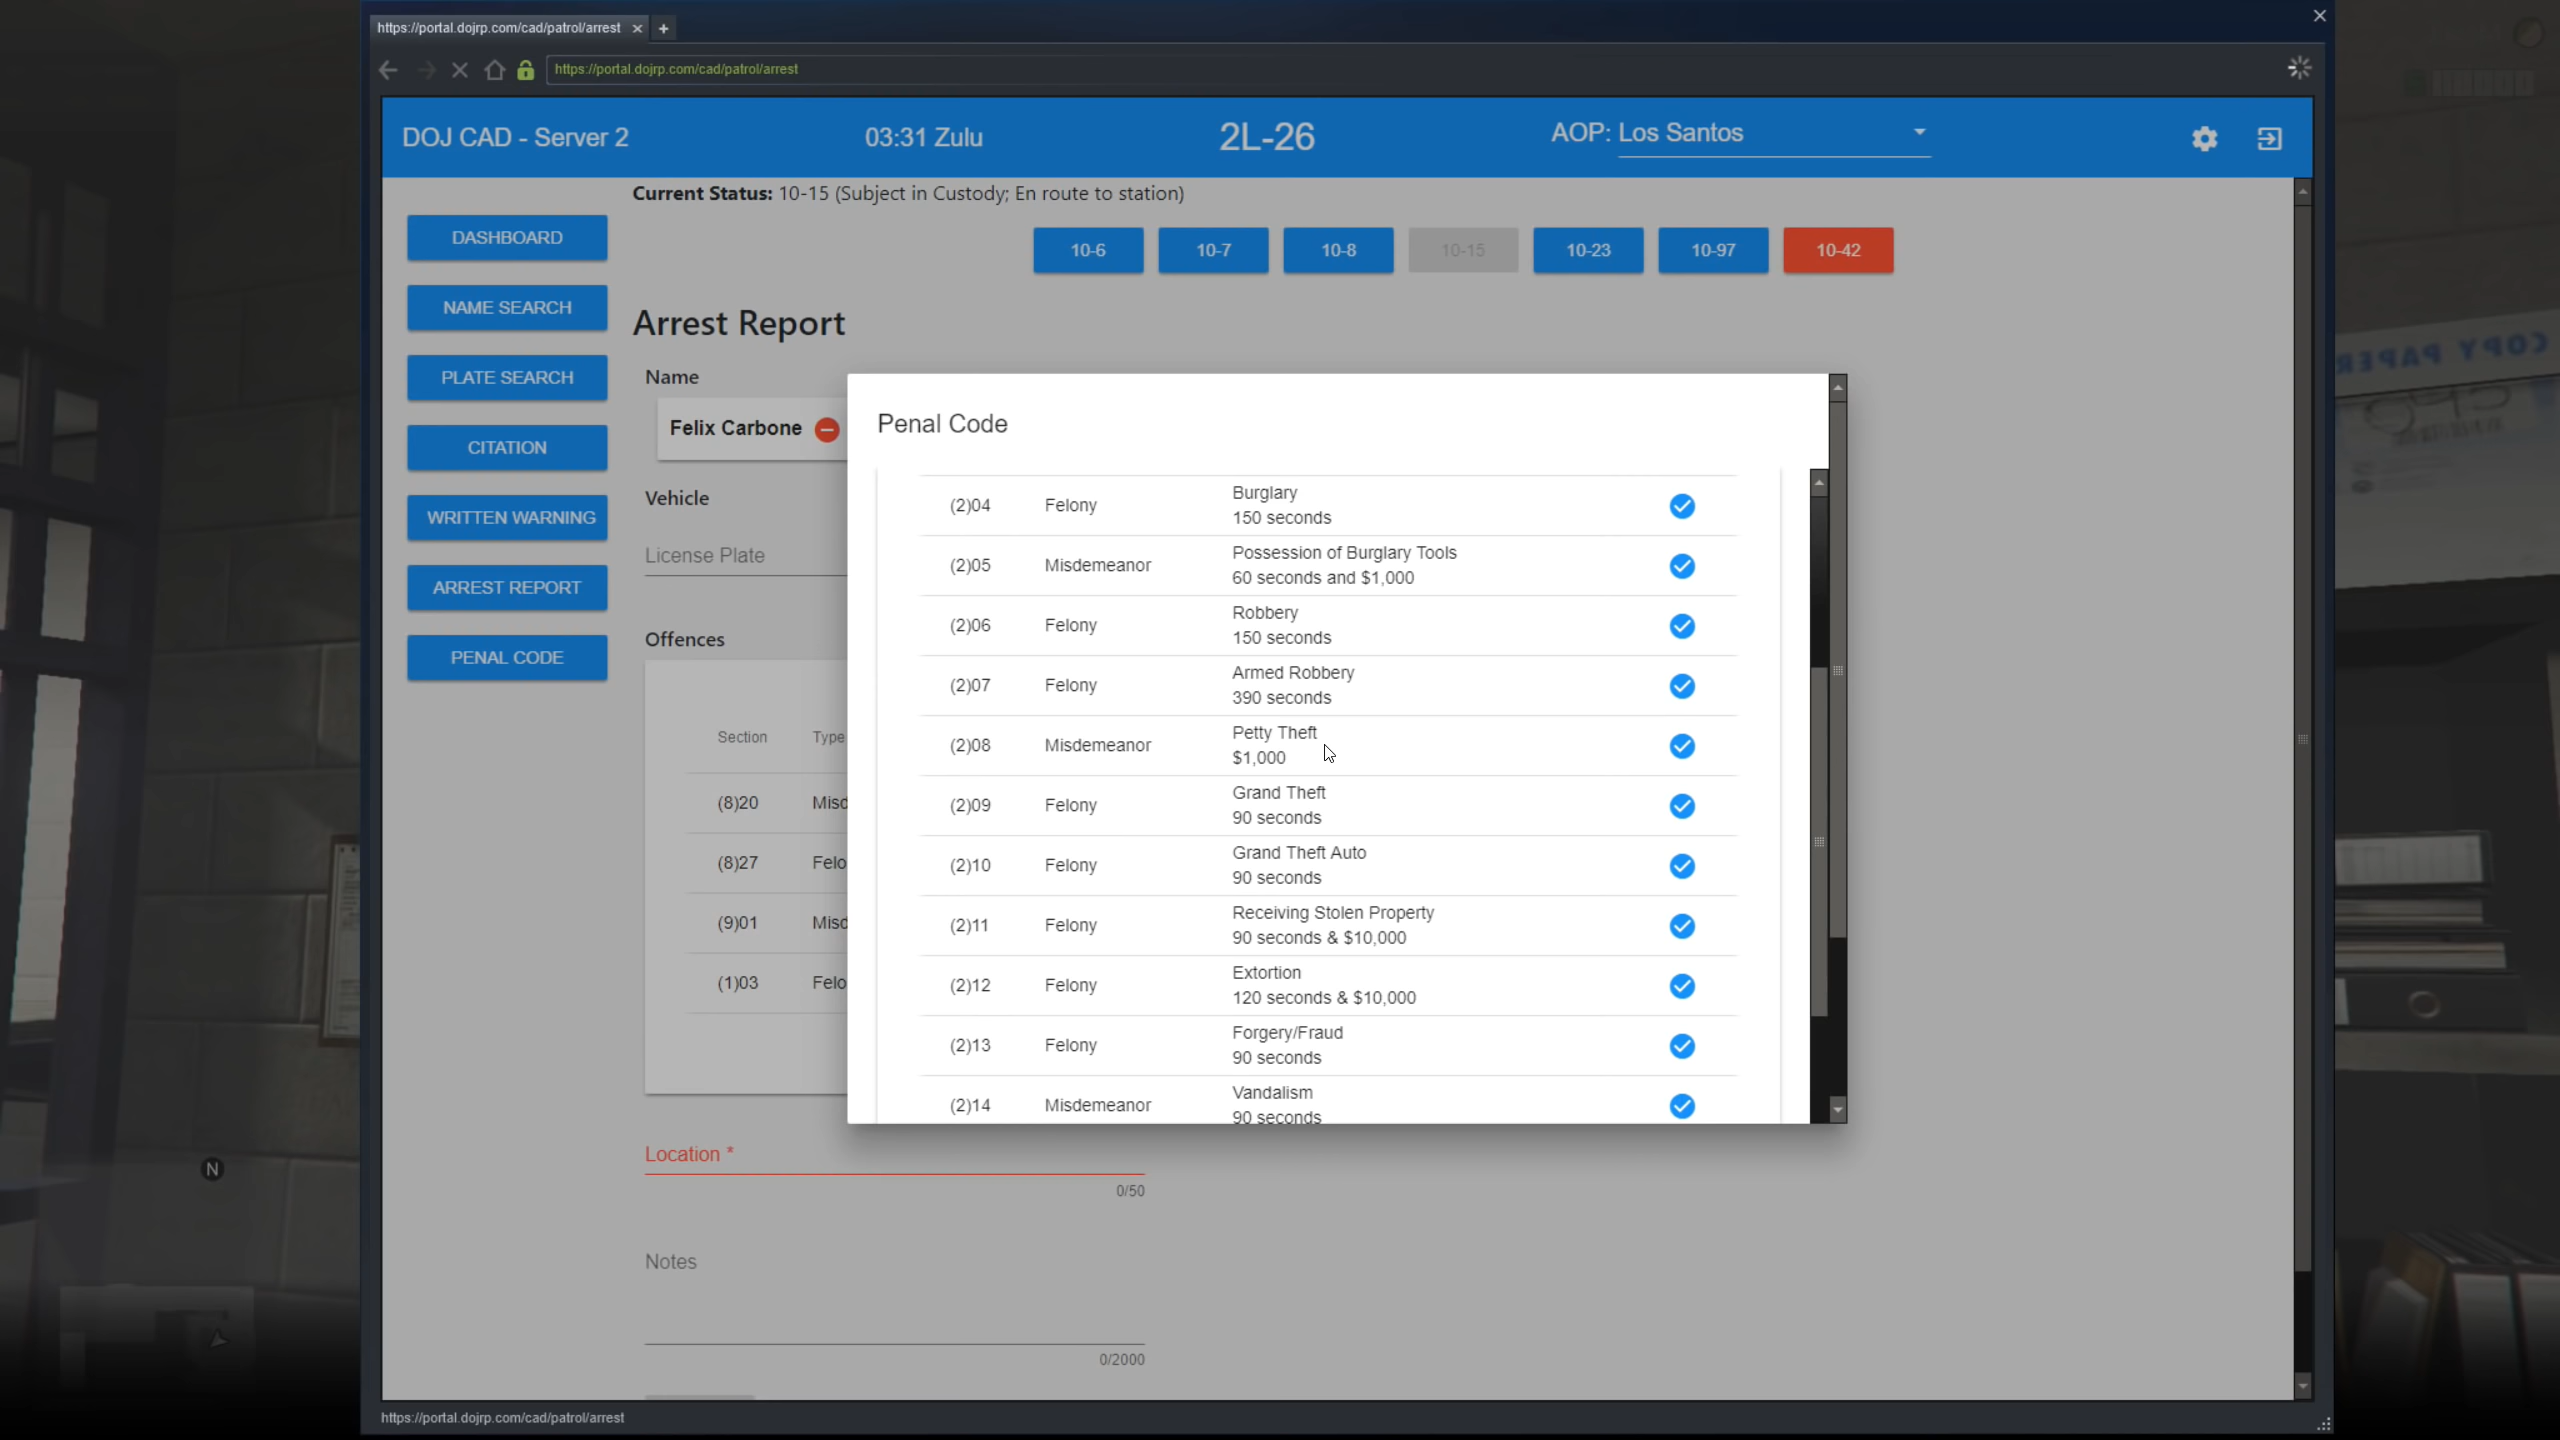 https://portal.dojrp.com/cad/patrol/arrest
https://portal.dojrp.com/cad/patrol/arrest
DOJ CAD - Server 2
03:31 Zulu
2L-26
AOP: Los Santos
Current Status: 10-15 (Subject in Custody; En route to station)
10-6
10-7
10-8
10-15
10-23
10-97
10-42
DASHBOARD
NAME SEARCH
PLATE SEARCH
CITATION
WRITTEN WARNING
ARREST REPORT
PENAL CODE
Arrest Report
Name
Felix Carbone
Vehicle
License Plate
Offences
Section Type
(8)20 Misd
(8)27 Felo
(9)01 Misd
(1)03 Felo
Penal Code
(2)04 Felony Burglary
150 seconds
(2)05 Misdemeanor Possession of Burglary Tools
60 seconds and $1,000
(2)06 Felony Robbery
150 seconds
(2)07 Felony Armed Robbery
390 seconds
(2)08 Misdemeanor Petty Theft
$1,000
(2)09 Felony Grand Theft
90 seconds
(2)10 Felony Grand Theft Auto
90 seconds
(2)11 Felony Receiving Stolen Property
90 seconds & $10,000
(2)12 Felony Extortion
120 seconds & $10,000
(2)13 Felony Forgery/Fraud
90 seconds
(2)14 Misdemeanor Vandalism
90 seconds
Location *
0/50
Notes
0/2000
https://portal.dojrp.com/cad/patrol/arrest
N
COPY PAPER